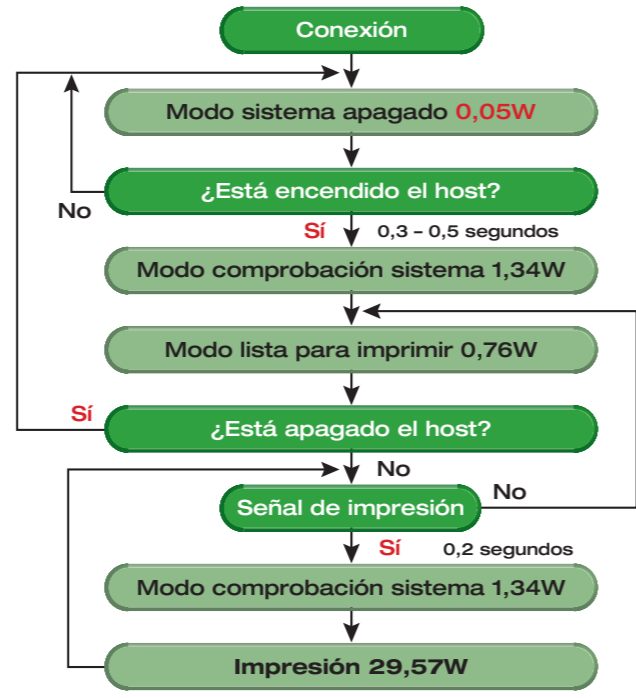 Conexión
Modo sistema apagado 0,05W
¿Está encendido el host?
No
Sí 0,3 – 0,5 segundos
Modo comprobación sistema 1,34W
Modo lista para imprimir 0,76W
Sí
¿Está apagado el host?
No
Señal de impresión
No
Sí 0,2 segundos
Modo comprobación sistema 1,34W
Impresión 29,57W